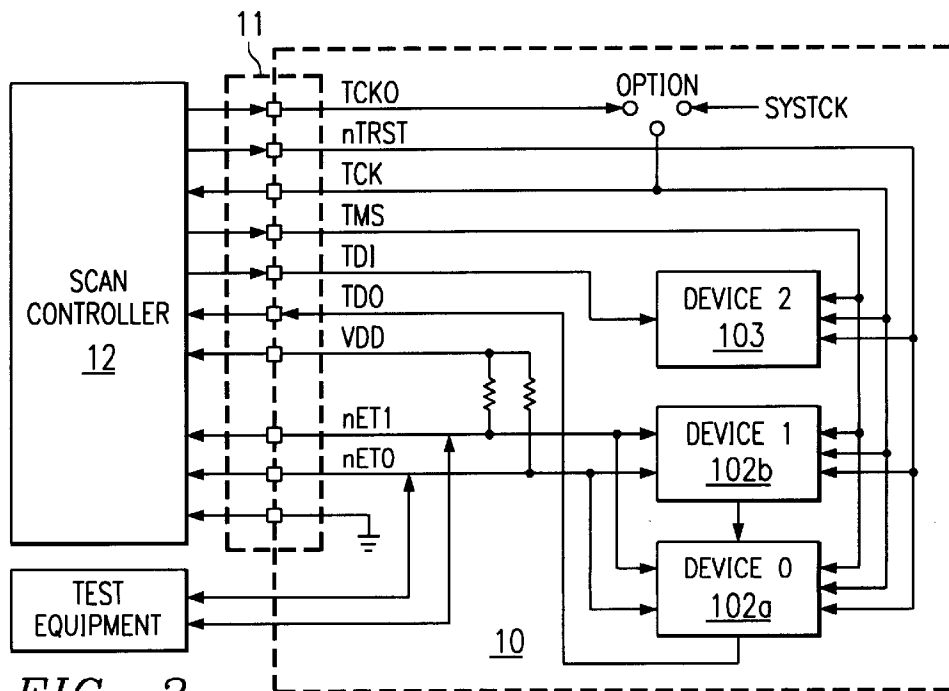 11
TCKO
OPTION
SYSTCK
nTRST
TCK
TMS
TDI
TDO
VDD
SCAN
CONTROLLER
12
DEVICE 2
103
nET1
DEVICE 1
102b
nET0
DEVICE 0
102a
TEST
EQUIPMENT
10